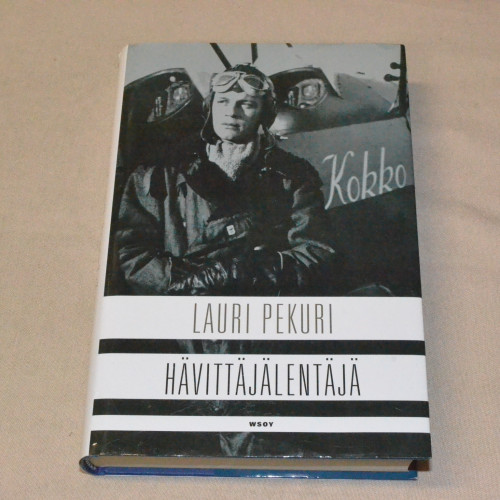 Kokko
LAURI PEKURI
HÄVITTÄJÄLENTÄJÄ
WSOY